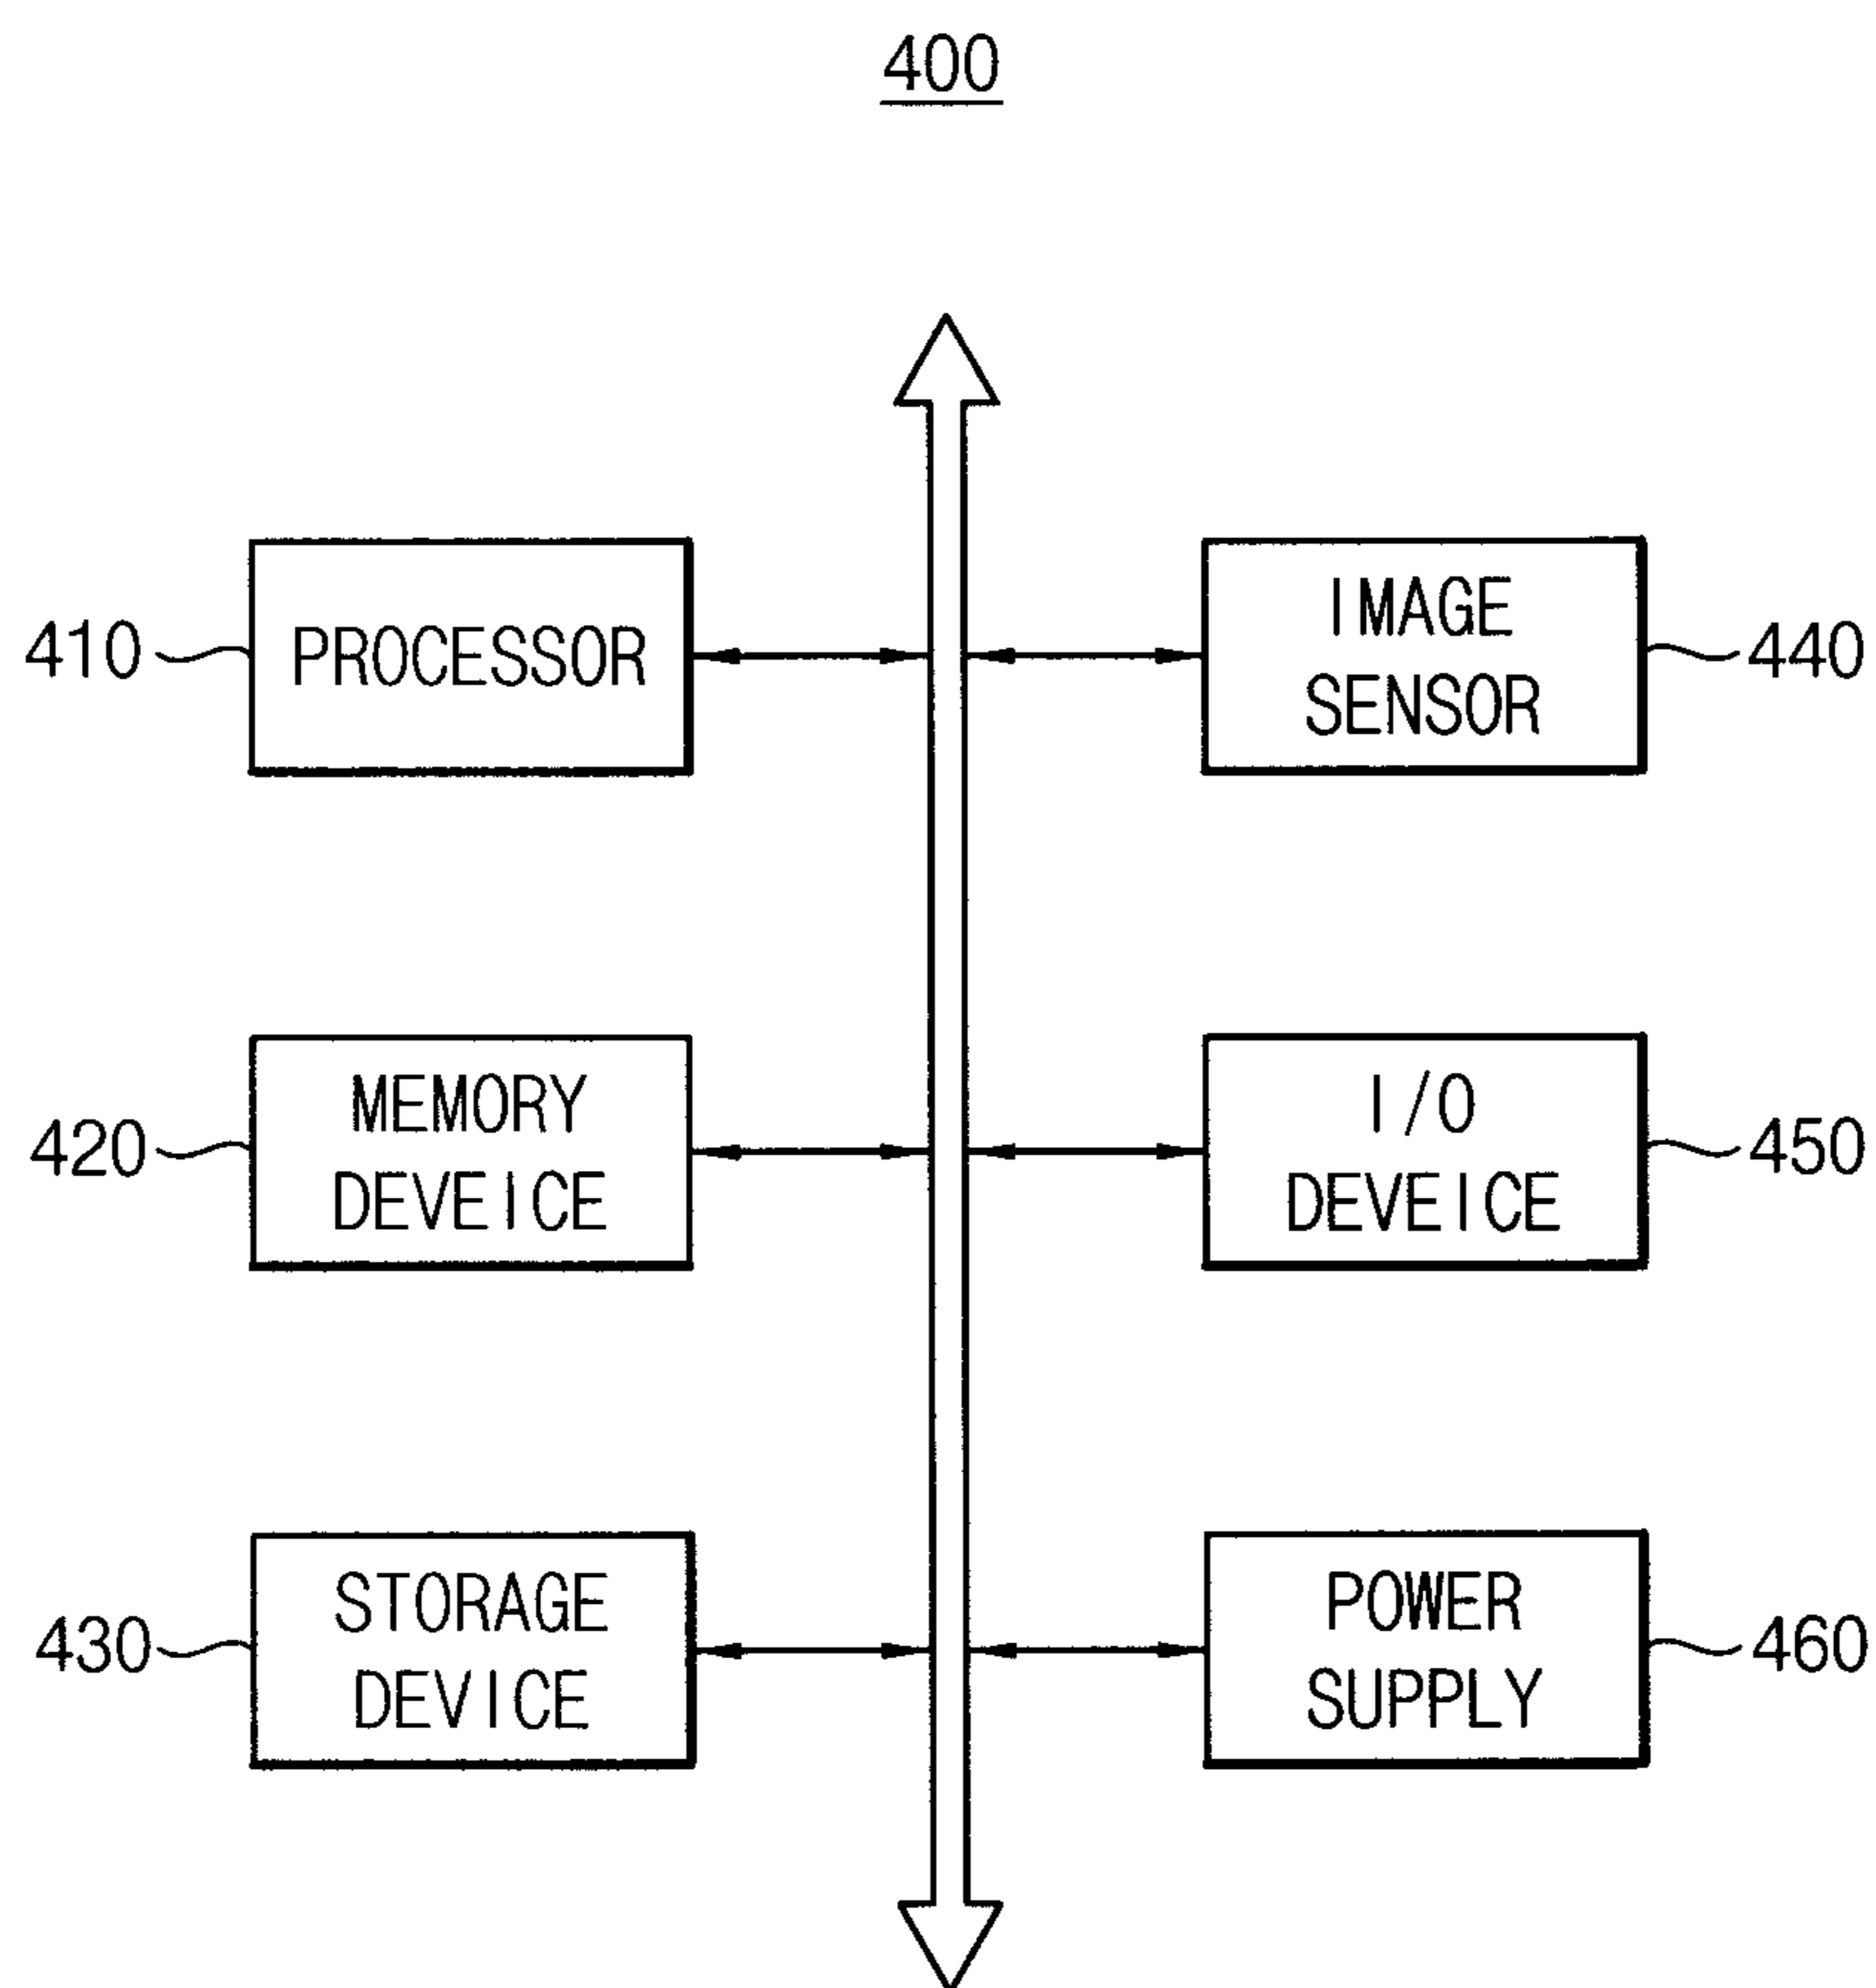 400
410
PROCESSOR
IMAGE
SENSOR
440
420
MEMORY
DEVEICE
I/O
DEVEICE
450
430
STORAGE
DEVICE
POWER
SUPPLY
460